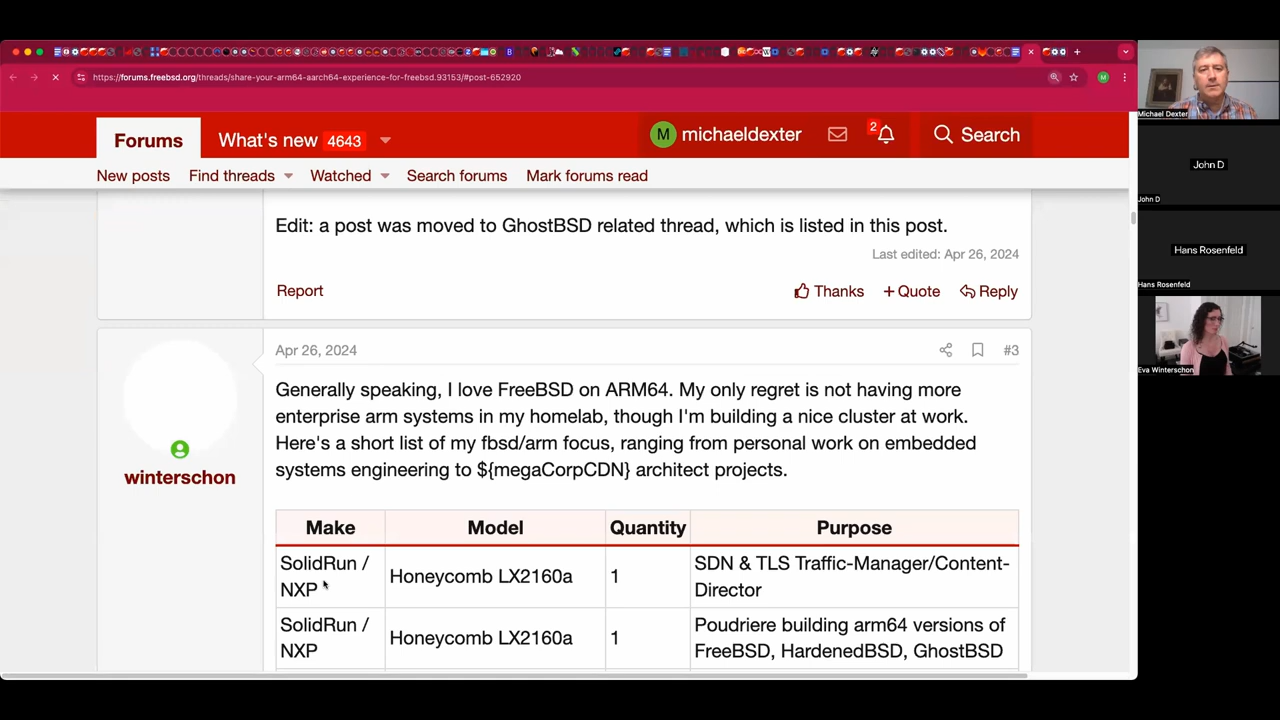 https://forums.freebsd.org/threads/share-your-arm64-aarch64-experience-for-freebsd.93153/#post-652920
M
Forums
What's new 4643
M michaeldexter
2
Search
New posts
Find threads
Watched
Search forums
Mark forums read
Edit: a post was moved to GhostBSD related thread, which is listed in this post.
Last edited: Apr 26, 2024
Report
Thanks
+ Quote
Reply
Apr 26, 2024
#3
winterschon
Generally speaking, I love FreeBSD on ARM64. My only regret is not having more
enterprise arm systems in my homelab, though I'm building a nice cluster at work.
Here's a short list of my fbsd/arm focus, ranging from personal work on embedded
systems engineering to ${megaCorpCDN} architect projects.
Make Model Quantity Purpose
SolidRun /
NXP
Honeycomb LX2160a
1
SDN & TLS Traffic-Manager/Content-
Director
SolidRun /
NXP
Honeycomb LX2160a
1
Poudriere building arm64 versions of
FreeBSD, HardenedBSD, GhostBSD
Michael Dexter
John D
John D
Hans Rosenfeld
Hans Rosenfeld
Eva Winterschon